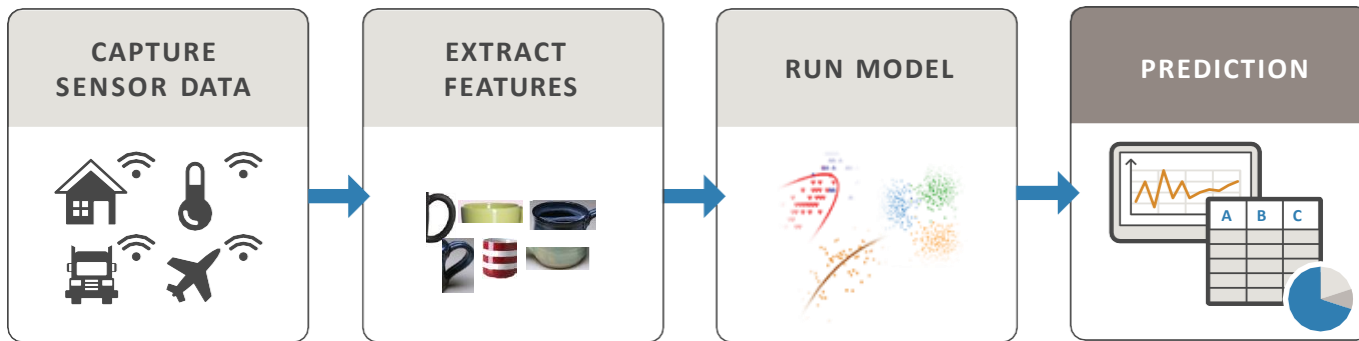 CAPTURE
SENSOR DATA
EXTRACT
FEATURES
RUN MODEL
PREDICTION
A B C